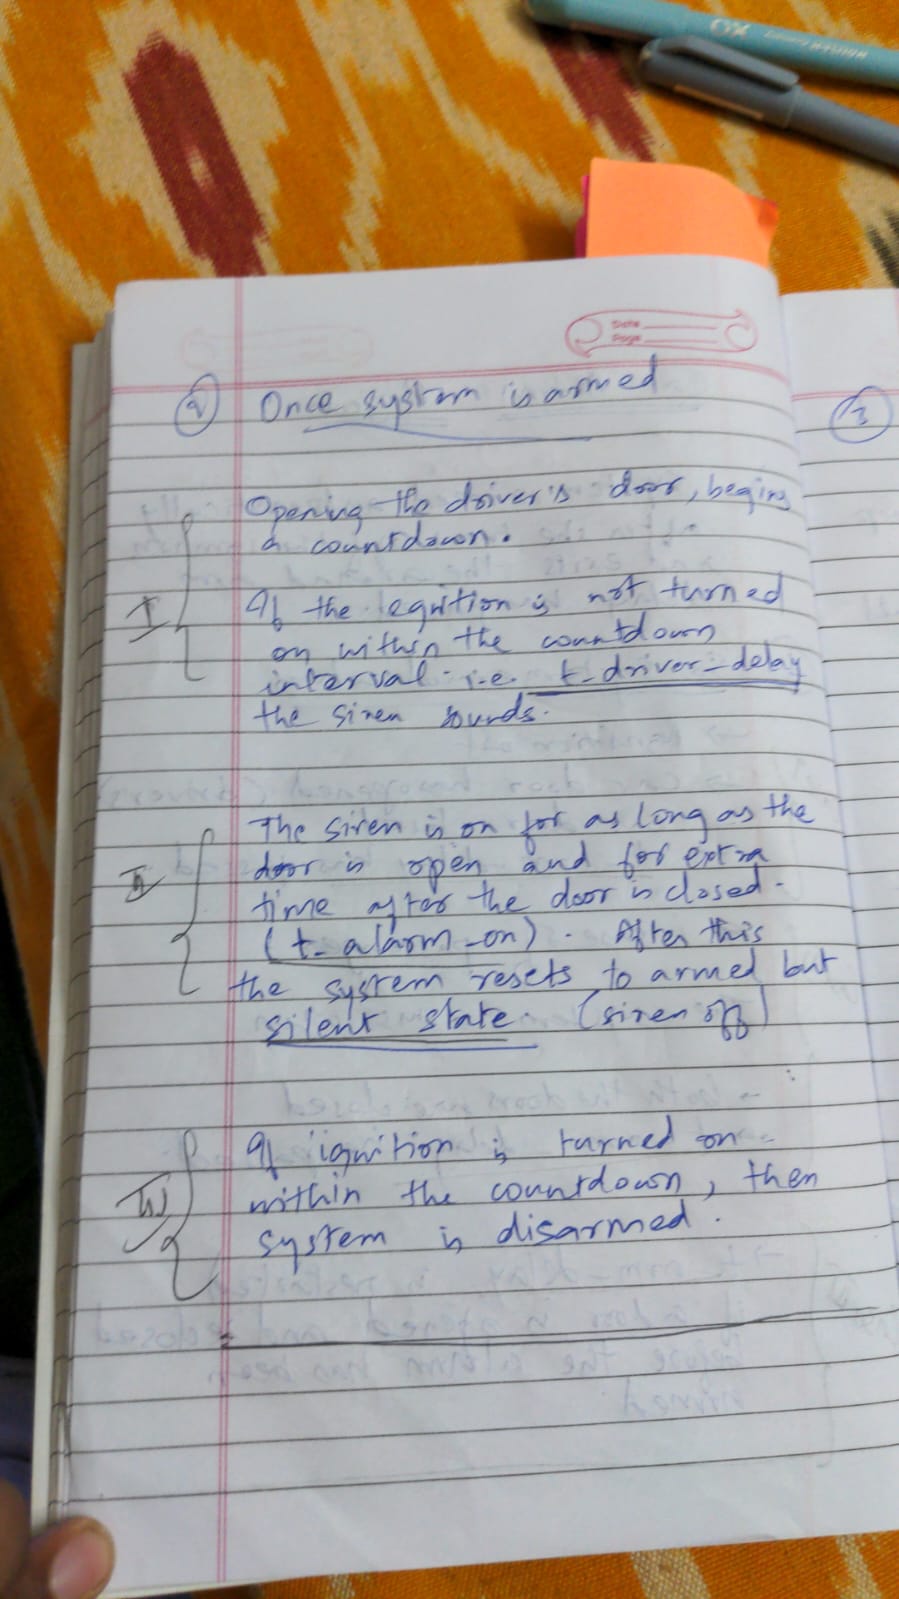 Date
Page
② Once system is armed
③
Opening the driver's door, begins
a countdown.
I
If the egnition is not turned
on within the countdown
interval- i.e. t_driver_delay
the siren sounds.
The siren is on for as long as the
II door is open and for extra
time after the door is closed.
(t_alarm_on). After this
the system resets to armed but
silent state. (siren off)
If ignition is turned on
III within the countdown, then
system is disarmed.